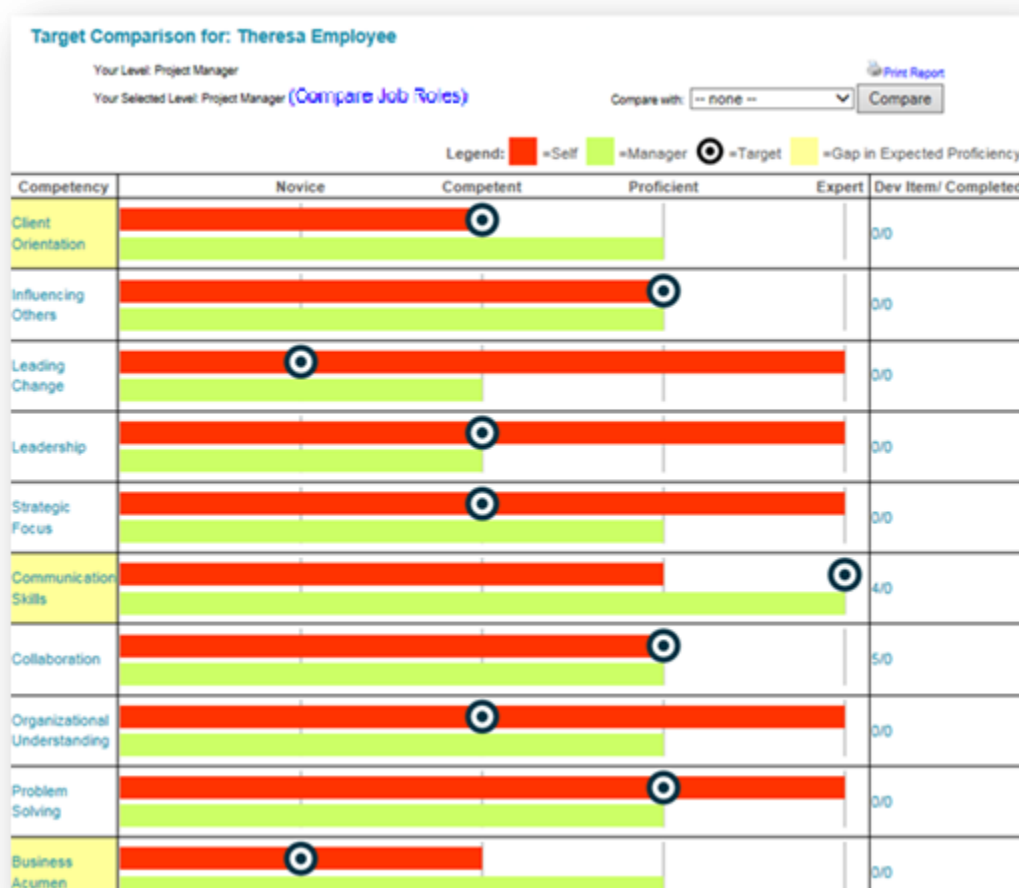 Target Comparison for: Theresa Employee
Your Level: Project Manager
Print Report
Your Selected Level: Project Manager (Compare Job Roles)
Compare with: -- none -- Compare
Legend: =Self =Manager =Target =Gap in Expected Proficiency
Competency Novice Competent Proficient Expert Dev Item/ Completed
Client
Orientation
0/0
Influencing
Others
0/0
Leading
Change
0/0
Leadership 0/0
Strategic
Focus
0/0
Communication
Skills
4/0
Collaboration 5/0
Organizational
Understanding
0/0
Problem
Solving
0/0
Business
Acumen
0/0